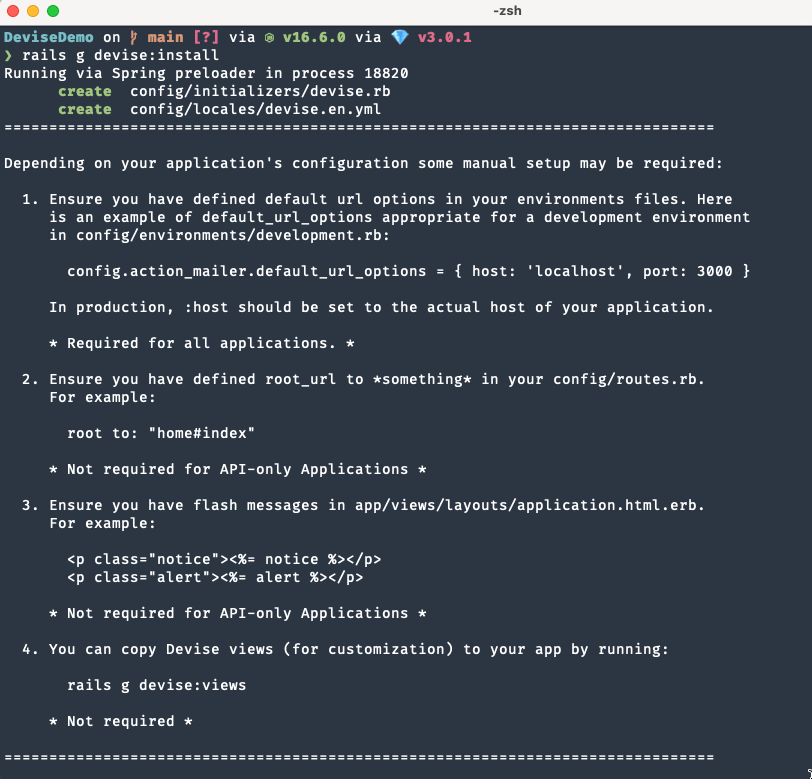 -zsh
DeviseDemo on main [?] via v16.6.0 via 💎 v3.0.1
❯ rails g devise:install
Running via Spring preloader in process 18820
      create  config/initializers/devise.rb
      create  config/locales/devise.en.yml
===============================================================================
Depending on your application's configuration some manual setup may be required:
  1. Ensure you have defined default url options in your environments files. Here
     is an example of default_url_options appropriate for a development environment
     in config/environments/development.rb:
       config.action_mailer.default_url_options = { host: 'localhost', port: 3000 }
     In production, :host should be set to the actual host of your application.
     * Required for all applications. *
  2. Ensure you have defined root_url to *something* in your config/routes.rb.
     For example:
       root to: "home#index"
     * Not required for API-only Applications *
  3. Ensure you have flash messages in app/views/layouts/application.html.erb.
     For example:
       <p class="notice"><%= notice %></p>
       <p class="alert"><%= alert %></p>
     * Not required for API-only Applications *
  4. You can copy Devise views (for customization) to your app by running:
       rails g devise:views
     * Not required *
===============================================================================